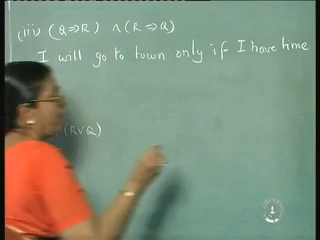 (iii) (Q⇒R) ∧ (R⇒Q)
I will go to town only if I have time
(R∨Q)